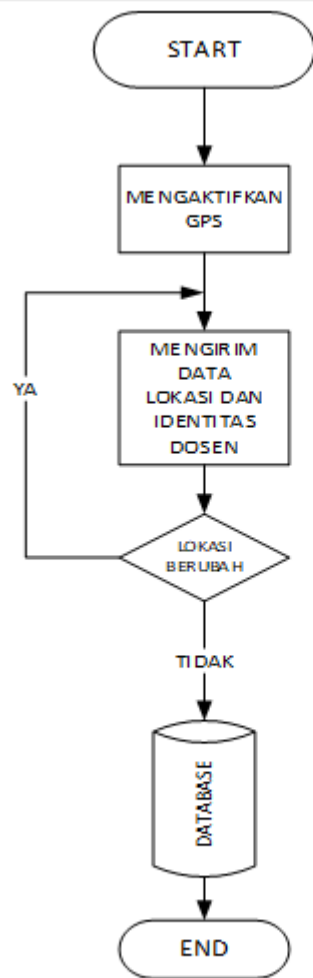 START
MENGAKTIFKAN
GPS
MENGIRIM
DATA
LOKASI DAN
IDENTITAS
DOSEN
YA
LOKASI
BERUBAH
TIDAK
DATABASE
END